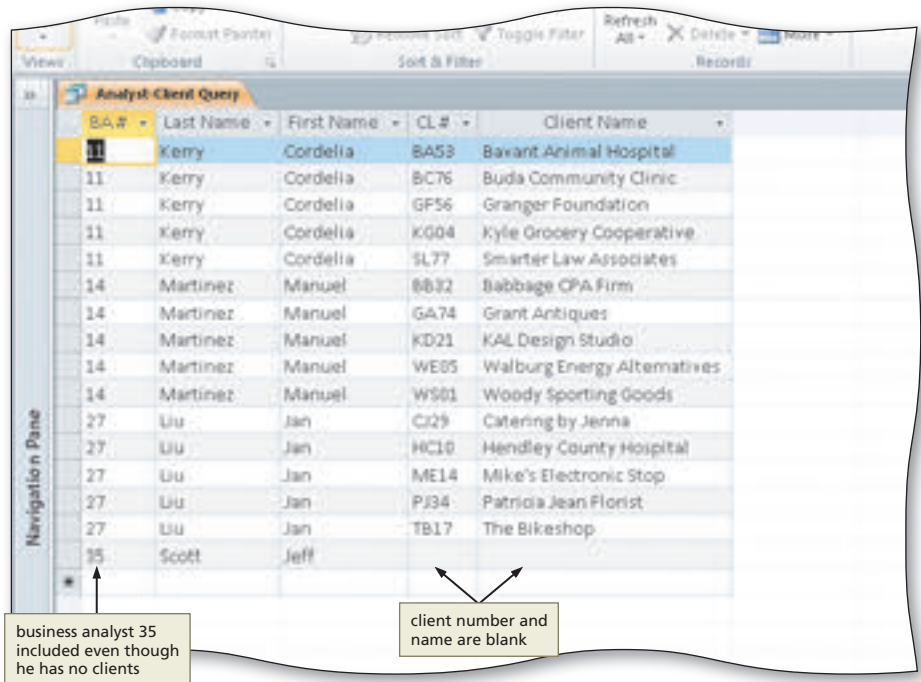 Paste
Format Painter
Remove Sort
Toggle Filter
Refresh
All
Delete
More
Views
Clipboard
Sort & Filter
Records
Analyst-Client Query
BA # Last Name First Name CL # Client Name
11 Kerry Cordelia BA53 Bavant Animal Hospital
11 Kerry Cordelia BC76 Buda Community Clinic
11 Kerry Cordelia GF56 Granger Foundation
11 Kerry Cordelia KG04 Kyle Grocery Cooperative
11 Kerry Cordelia SL77 Smarter Law Associates
14 Martinez Manuel BB32 Babbage CPA Firm
14 Martinez Manuel GA74 Grant Antiques
14 Martinez Manuel KD21 KAL Design Studio
14 Martinez Manuel WE05 Walburg Energy Alternatives
14 Martinez Manuel WS01 Woody Sporting Goods
27 Liu Jan CJ29 Catering by Jenna
27 Liu Jan HC10 Hendley County Hospital
27 Liu Jan ME14 Mike's Electronic Stop
27 Liu Jan PJ34 Patricia Jean Florist
27 Liu Jan TB17 The Bikeshop
35 Scott Jeff
Navigation Pane
business analyst 35
included even though
he has no clients
client number and
name are blank